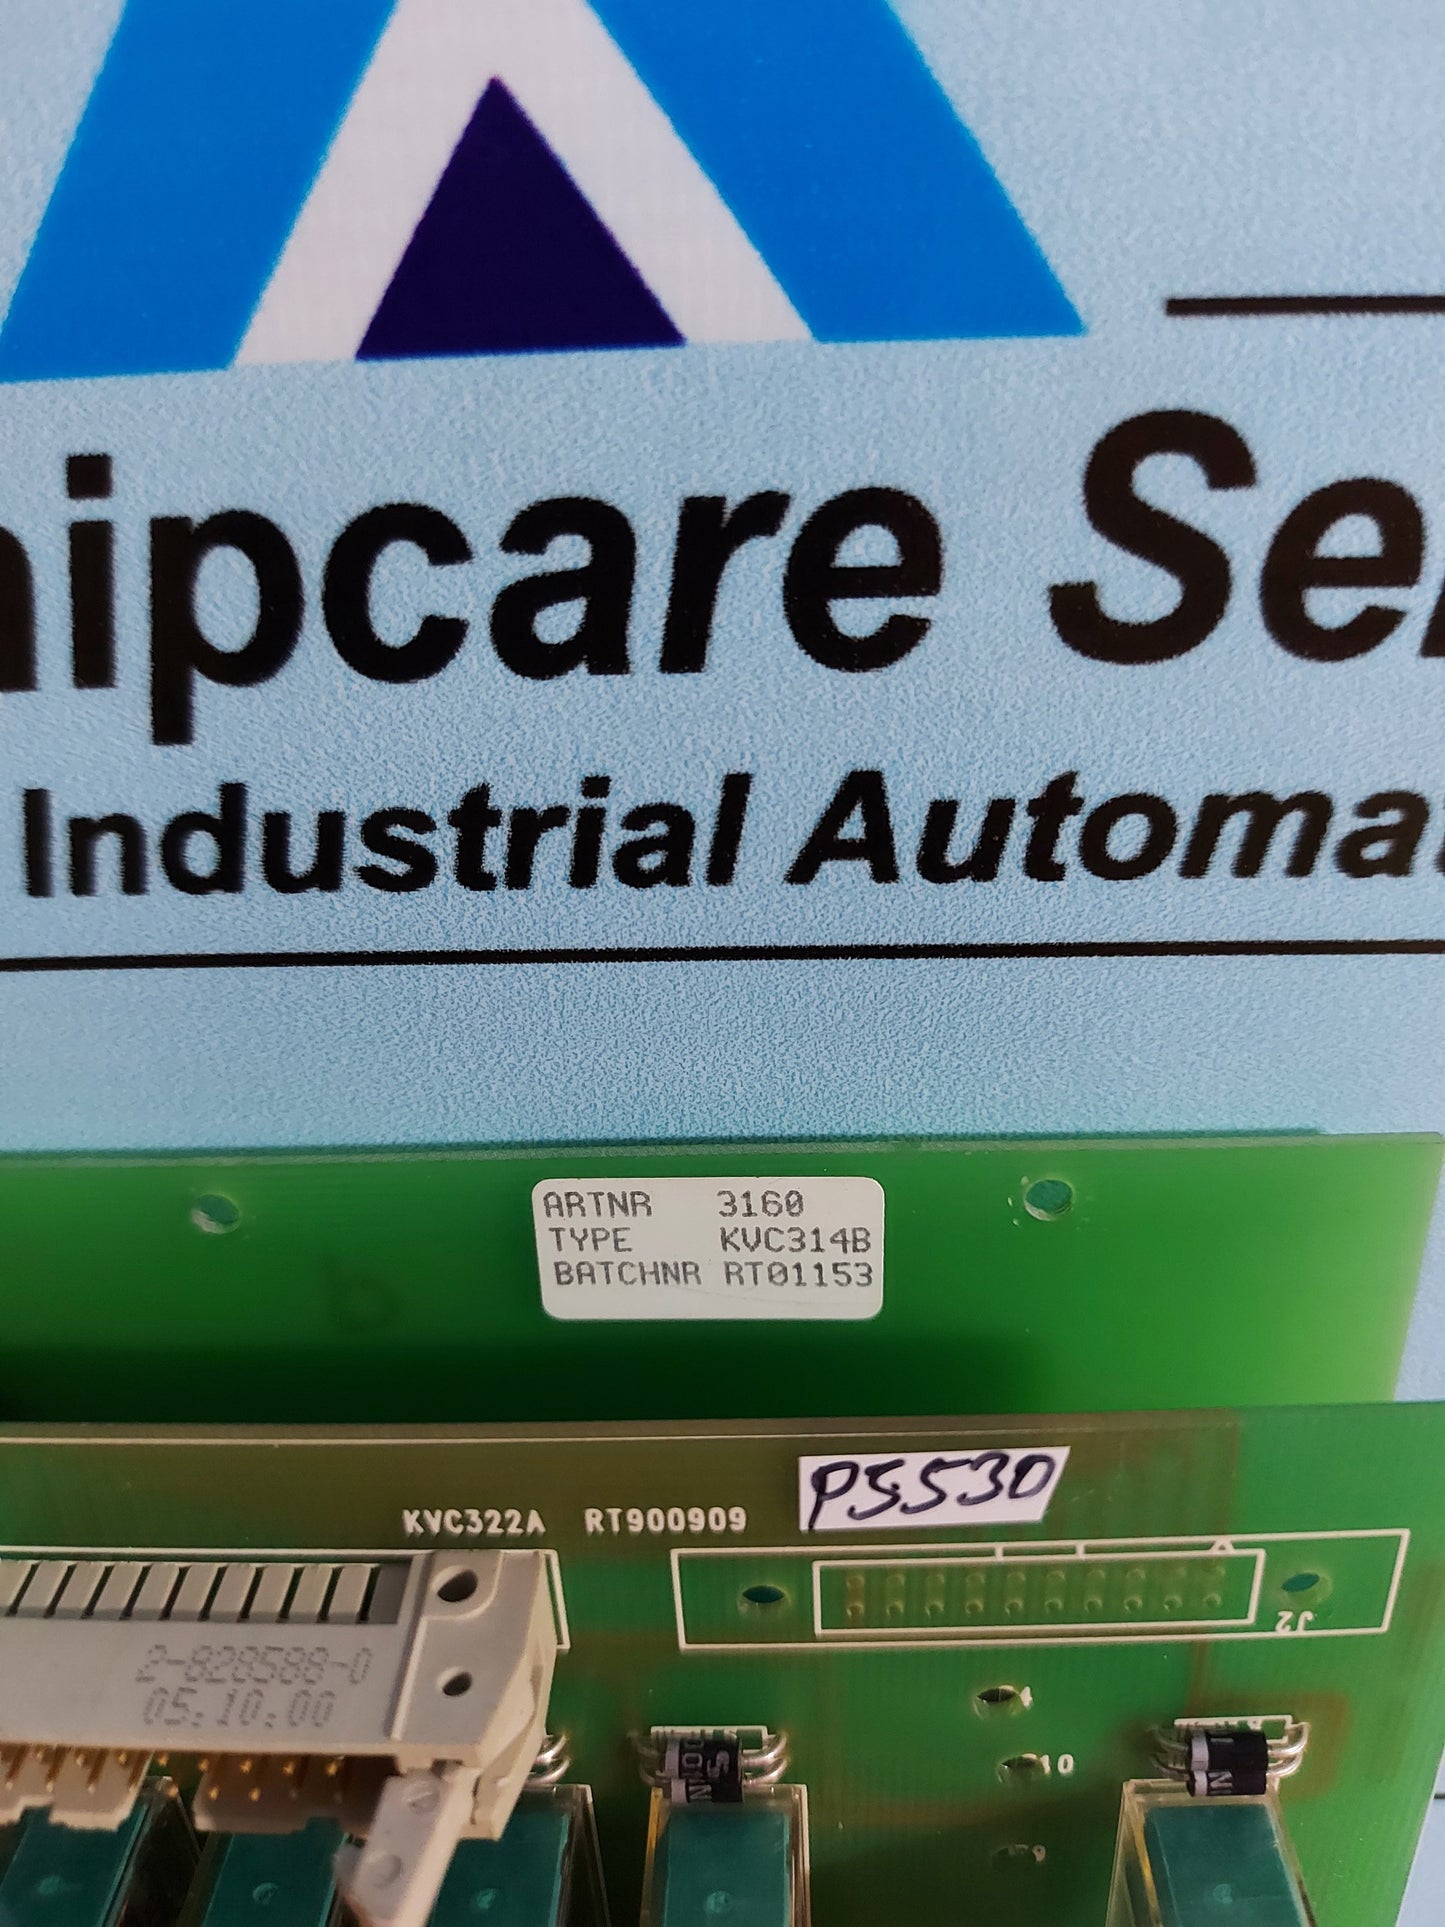 hipcare Se
Industrial Automa
ARTNR 3160
TYPE KVC314B
BATCHNR RT01153
P5530
KVC322A RT900909
J2
2-828588-0
05.10.00
10
9